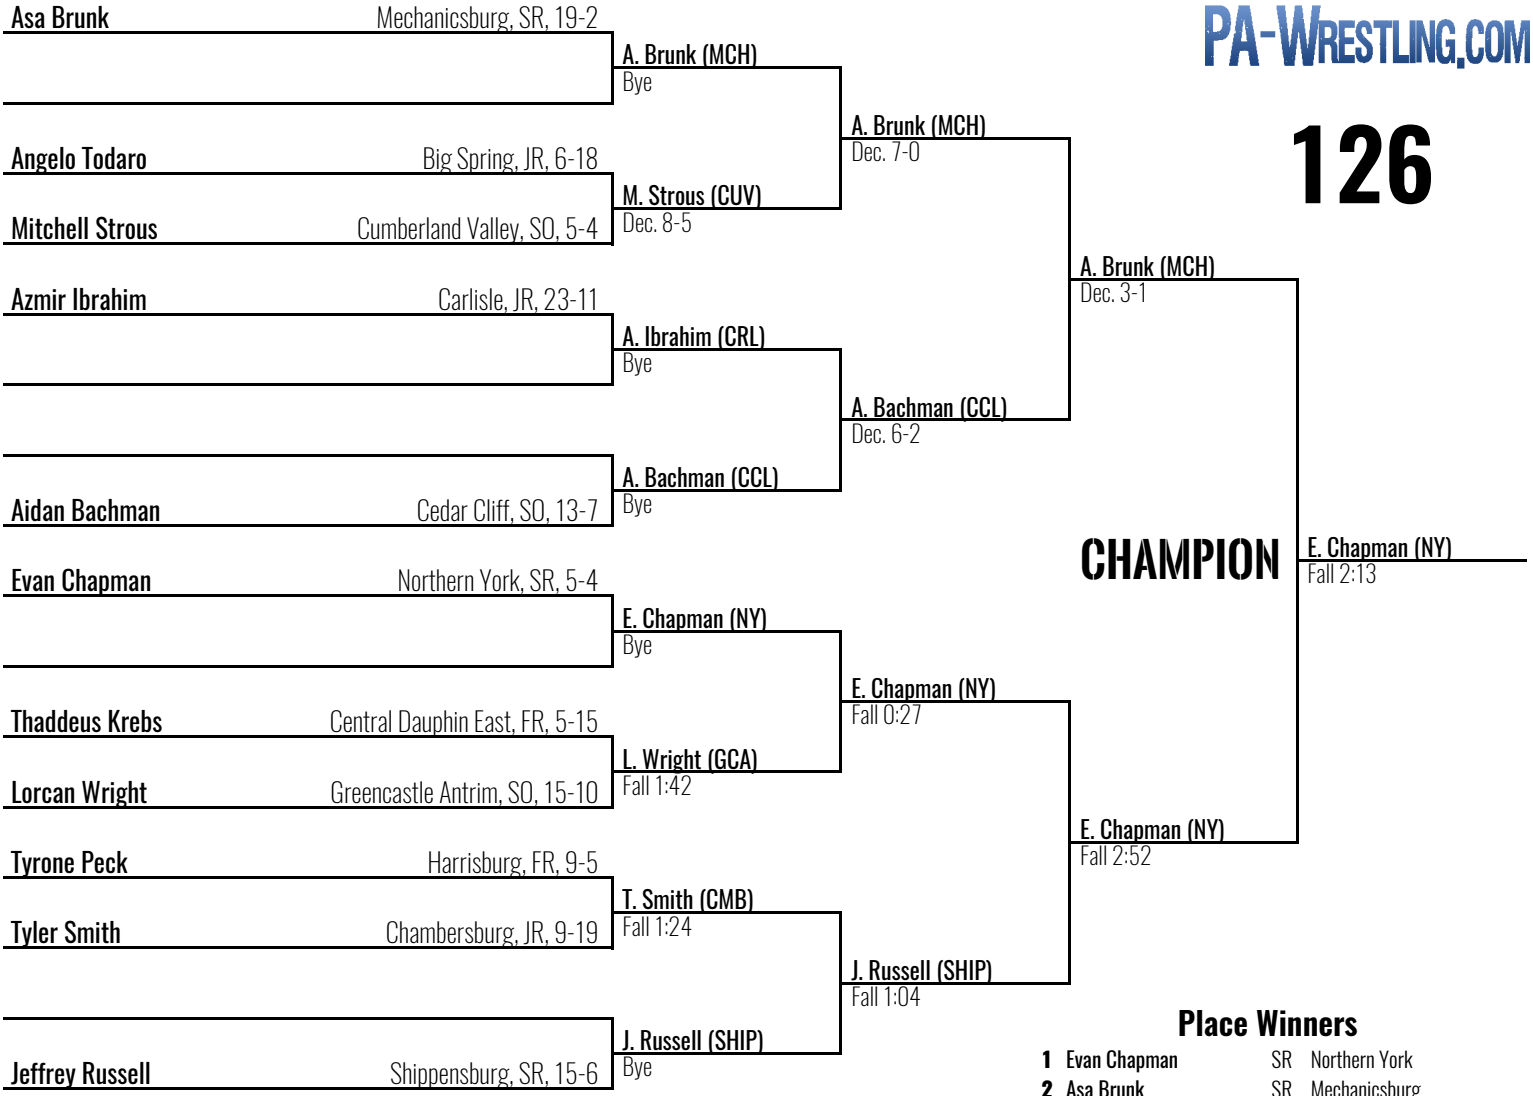 Asa Brunk Mechanicsburg, SR, 19-2
A. Brunk (MCH)
Bye
Angelo Todaro Big Spring, JR, 6-18
Mitchell Strous Cumberland Valley, SO, 5-4
M. Strous (CUV)
Dec. 8-5
A. Brunk (MCH)
Dec. 7-0
Azmir Ibrahim Carlisle, JR, 23-11
A. Ibrahim (CRL)
Bye
Aidan Bachman Cedar Cliff, SO, 13-7
A. Bachman (CCL)
Bye
A. Bachman (CCL)
Dec. 6-2
A. Brunk (MCH)
Dec. 3-1
Evan Chapman Northern York, SR, 5-4
E. Chapman (NY)
Bye
Thaddeus Krebs Central Dauphin East, FR, 5-15
Lorcan Wright Greencastle Antrim, SO, 15-10
L. Wright (GCA)
Fall 1:42
E. Chapman (NY)
Fall 0:27
Tyrone Peck Harrisburg, FR, 9-5
Tyler Smith Chambersburg, JR, 9-19
T. Smith (CMB)
Fall 1:24
Jeffrey Russell Shippensburg, SR, 15-6
J. Russell (SHIP)
Bye
J. Russell (SHIP)
Fall 1:04
E. Chapman (NY)
Fall 2:52
CHAMPION
E. Chapman (NY)
Fall 2:13
PA-WRESTLING.COM
126
Place Winners
1 Evan Chapman SR Northern York
2 Asa Brunk SR Mechanicsburg